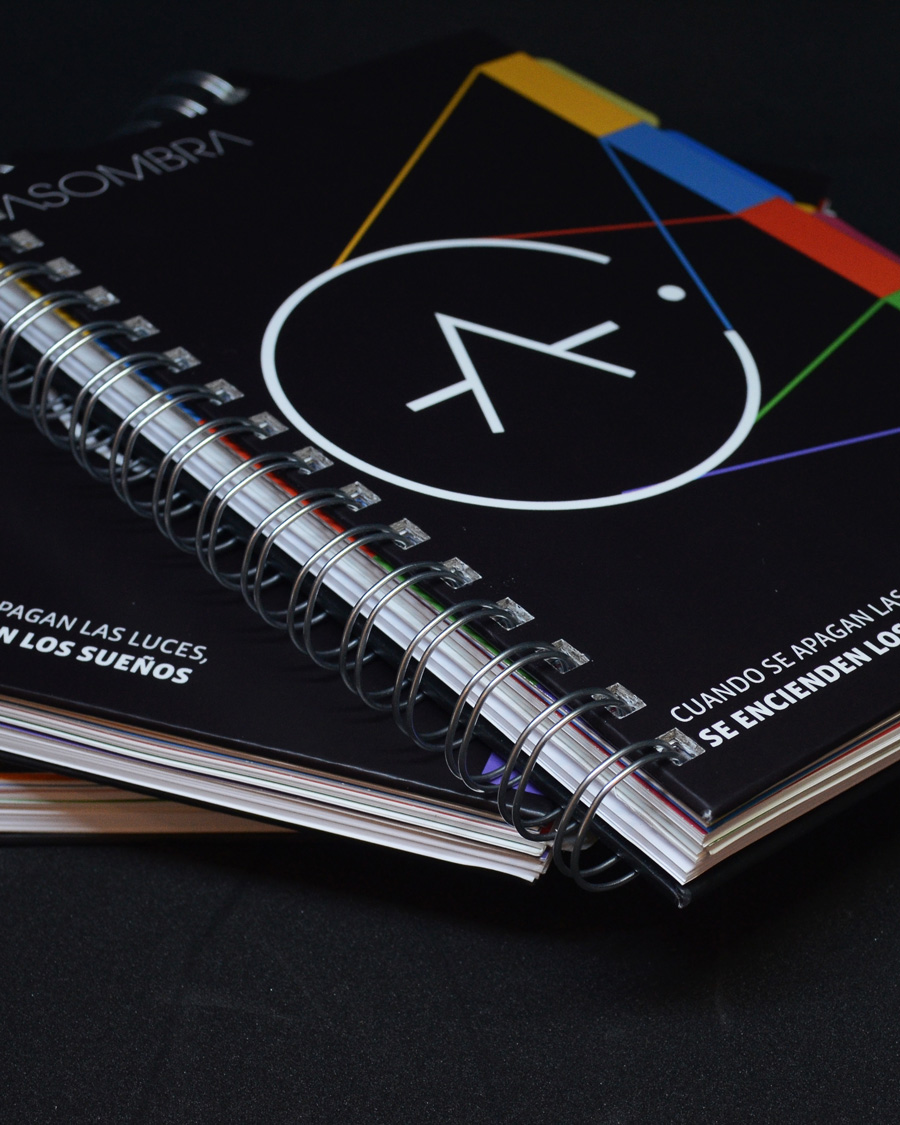 ASOMBRA
PAGAN LAS LUCES,
N LOS SUEÑOS
CUANDO SE APAGAN LAS
SE ENCIENDEN LOS